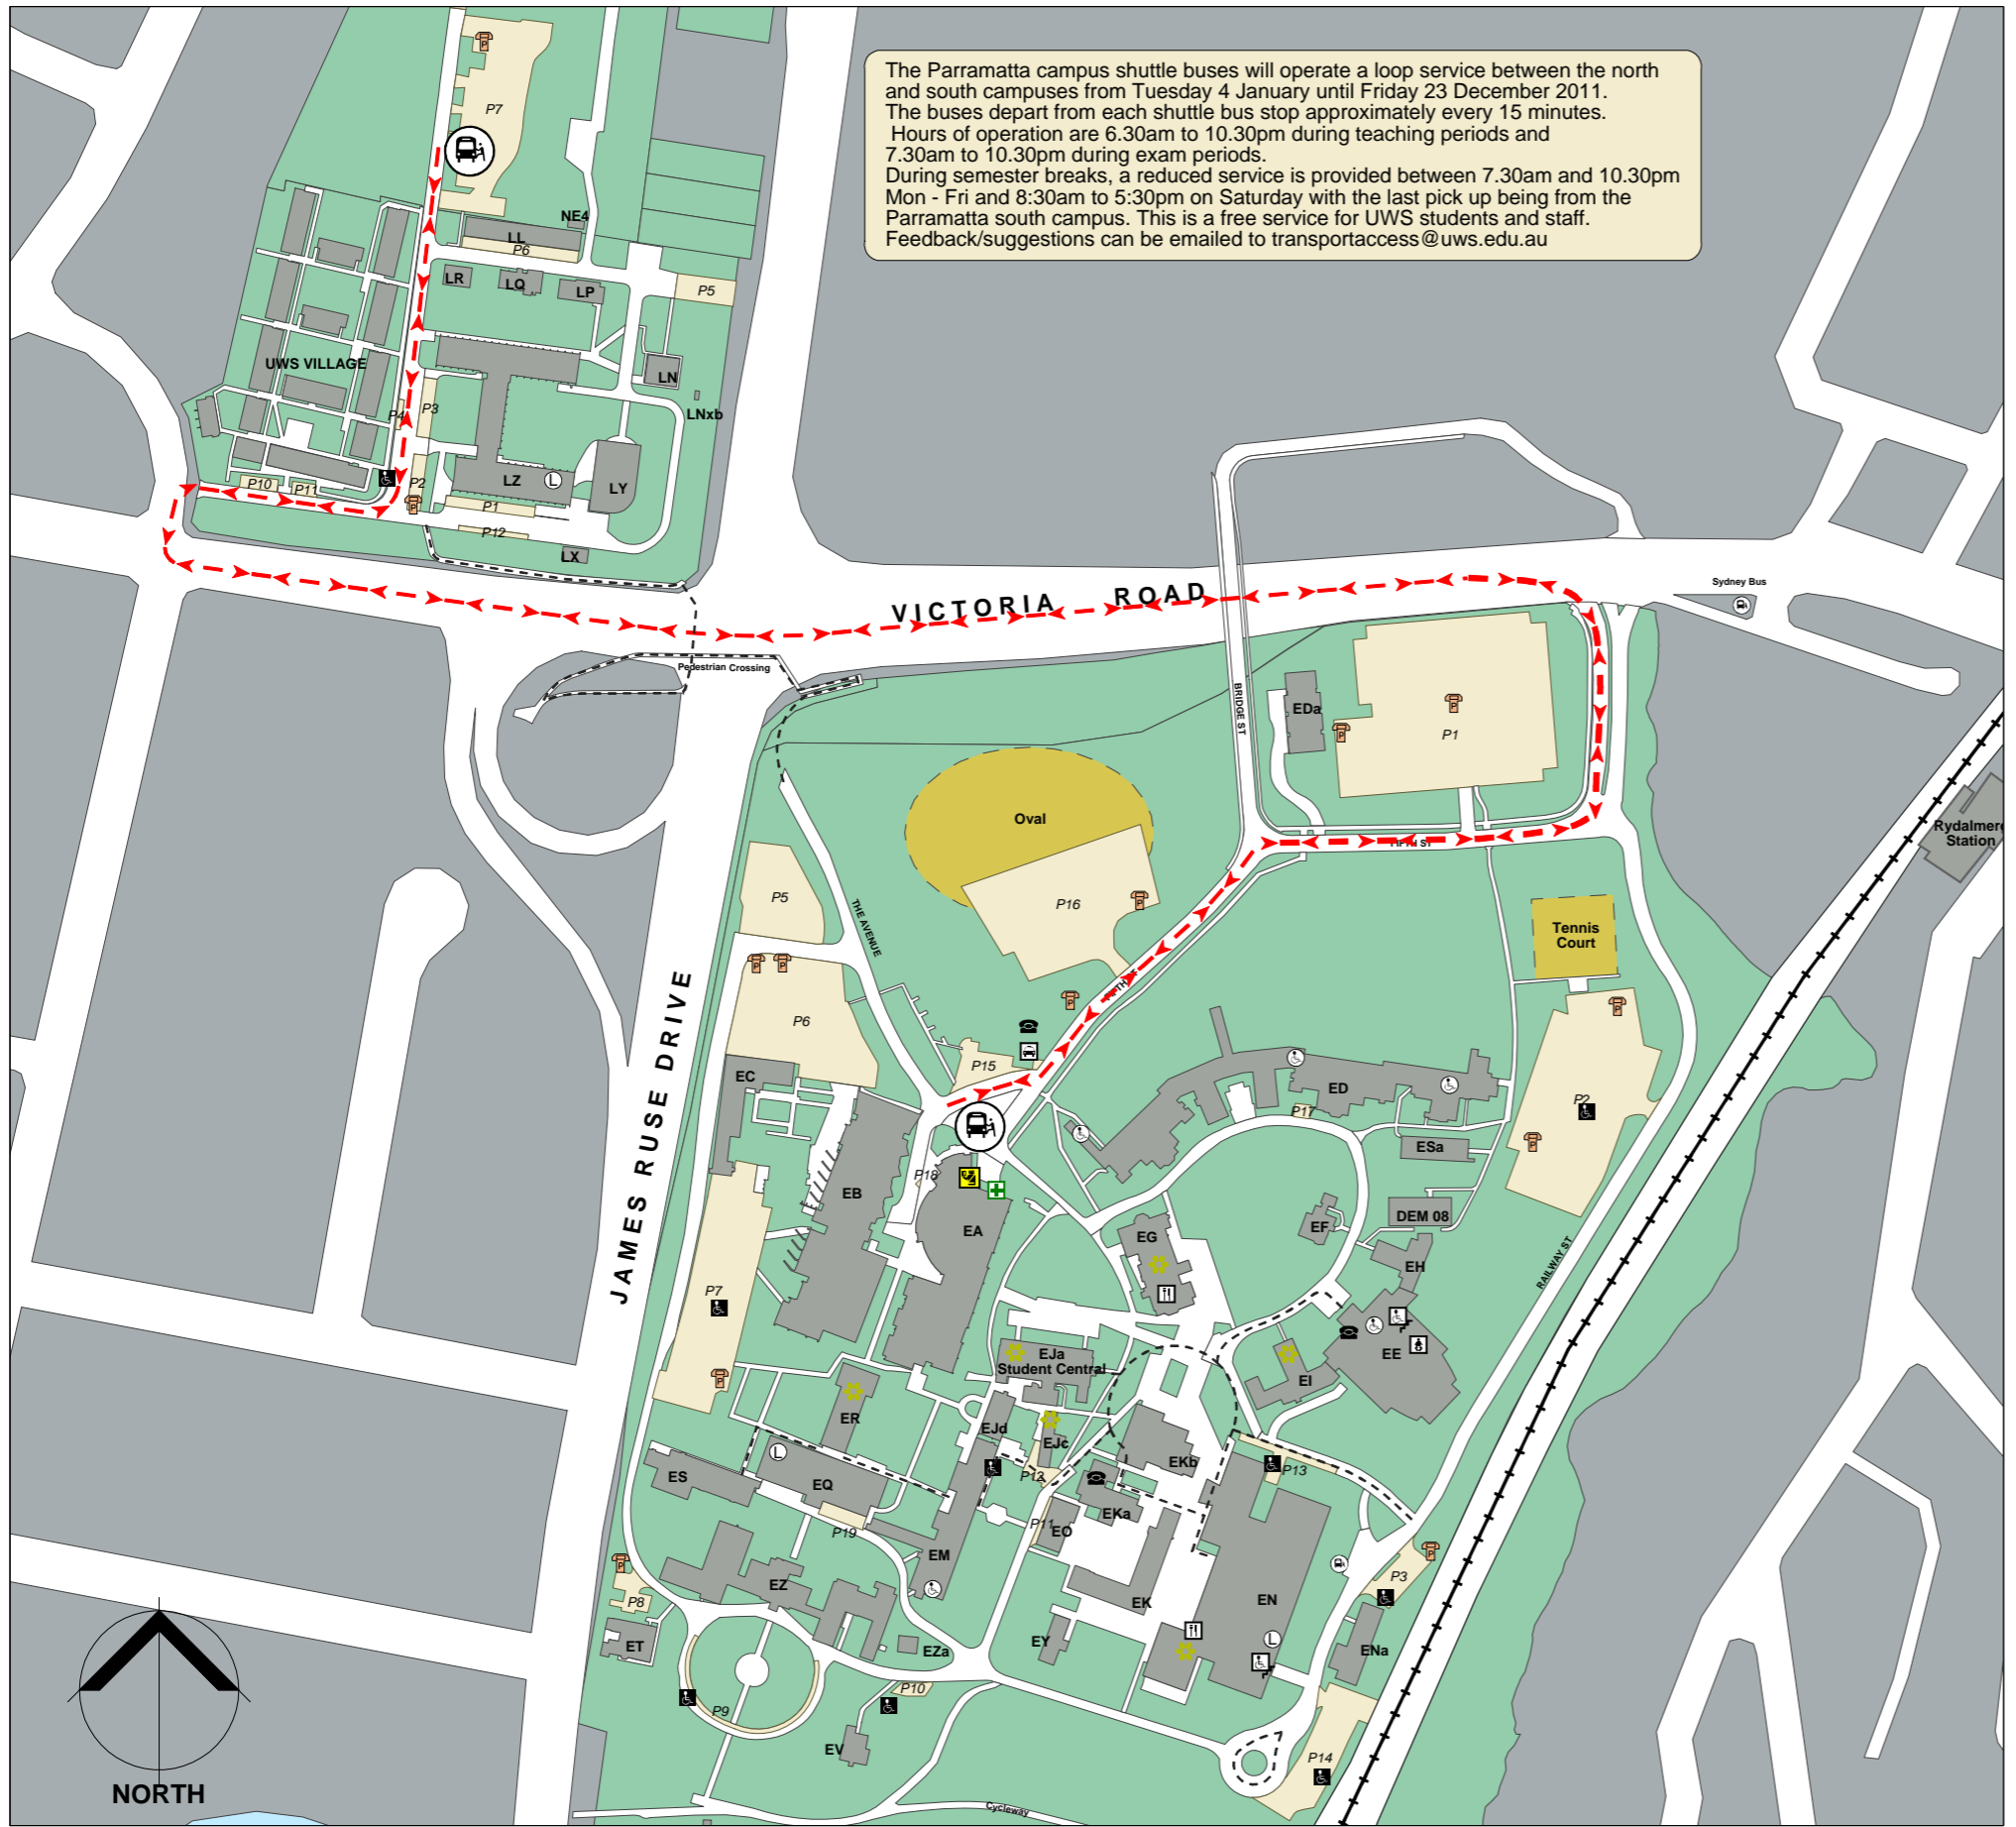 The Parramatta campus shuttle buses will operate a loop service between the north
and south campuses from Tuesday 4 January until Friday 23 December 2011.
The buses depart from each shuttle bus stop approximately every 15 minutes.
Hours of operation are 6.30am to 10.30pm during teaching periods and
7.30am to 10.30pm during exam periods.
During semester breaks, a reduced service is provided between 7.30am and 10.30pm
Mon - Fri and 8:30am to 5:30pm on Saturday with the last pick up being from the
Parramatta south campus. This is a free service for UWS students and staff.
Feedback/suggestions can be emailed to transportaccess@uws.edu.au
P7
NE4
LL
P6
LR
LQ
LP
P5
UWS VILLAGE
LN
LNxb
P4
P3
P10
P11
P2
LZ
L
LY
P1
P12
LX
VICTORIA ROAD
Sydney Bus
Pedestrian Crossing
BRIDGE ST
EDa
P1
Oval
FIFTH ST
Rydalmere
Station
P5
P16
THE AVENUE
Tennis
Court
FIFTH
JAMES RUSE DRIVE
P6
P15
EC
ED
P17
P2
ESa
P18
EB
EA
EG
EF
DEM 08
EH
RAILWAY ST
P7
EJa
Student Central
EE
EI
ER
EJd
EJc
EKb
P13
P12
L
ES
EQ
P19
EKa
P11
EO
EM
EZ
P3
P8
EK
EN
ET
EZa
EY
L
ENa
P9
P10
EV
P14
NORTH
Cycleway